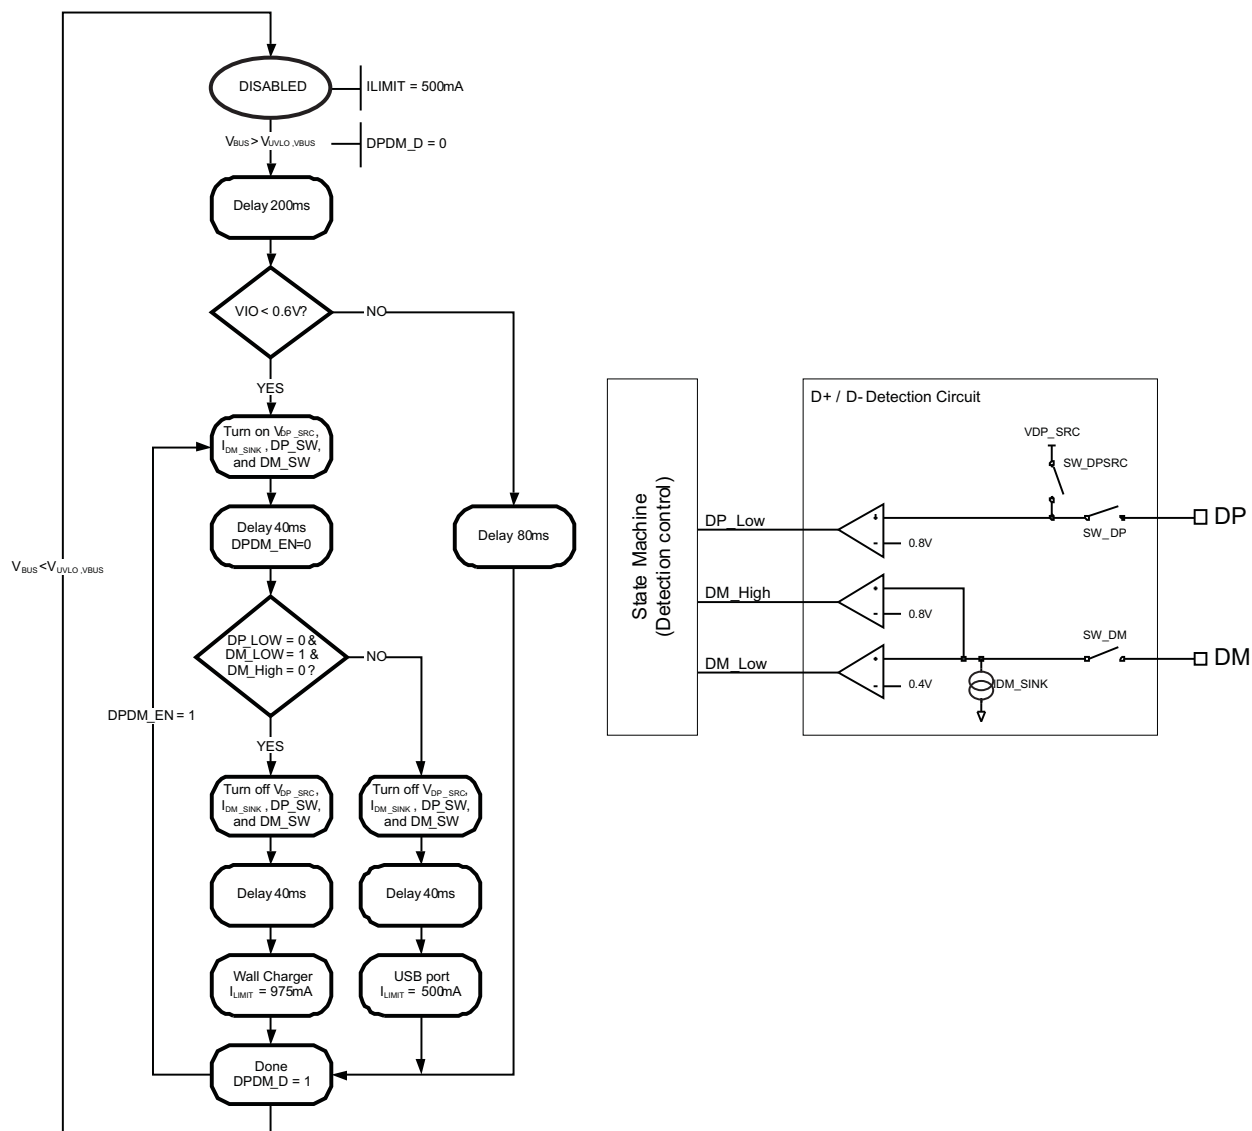 DISABLED
ILIMIT = 500mA
VBUS > VUVLO,VBUS
DPDM_D = 0
Delay 200ms
VIO < 0.6V?
NO
YES
Turn on VDP_SRC,
IDM_SINK, DP_SW,
and DM_SW
Delay 40ms
DPDM_EN=0
Delay 80ms
VBUS<VUVLO,VBUS
DP_LOW = 0 &
DM_LOW = 1 &
DM_High = 0 ?
NO
DPDM_EN = 1
YES
Turn off VDP_SRC,
IDM_SINK, DP_SW,
and DM_SW
Turn off VDP_SRC,
IDM_SINK, DP_SW,
and DM_SW
Delay 40ms
Delay 40ms
Wall Charger
ILIMIT = 975mA
USB port
ILIMIT = 500mA
Done
DPDM_D = 1
State Machine
(Detection control)
D+ / D- Detection Circuit
VDP_SRC
SW_DPSRC
DP_Low
0.8V
SW_DP
DP
DM_High
0.8V
DM_Low
0.4V
IDM_SINK
SW_DM
DM